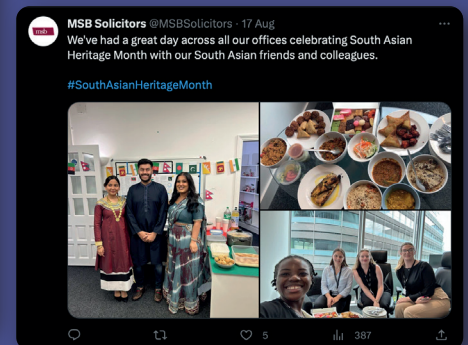 MSB Solicitors @MSBSolicitors · 17 Aug
msb
We've had a great day across all our offices celebrating South Asian
Heritage Month with our South Asian friends and colleagues.
#SouthAsianHeritageMonth
5
387